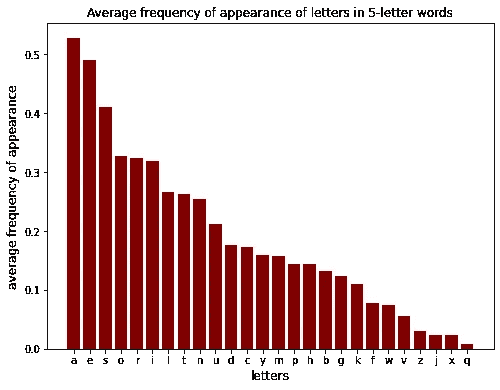 Average frequency of appearance of letters in 5-letter words
average frequency of appearance
0.5
0.4
0.3
0.2
0.1
0.0
a e s o r i l t n u d c y m p h b g k f w v z j x q
letters